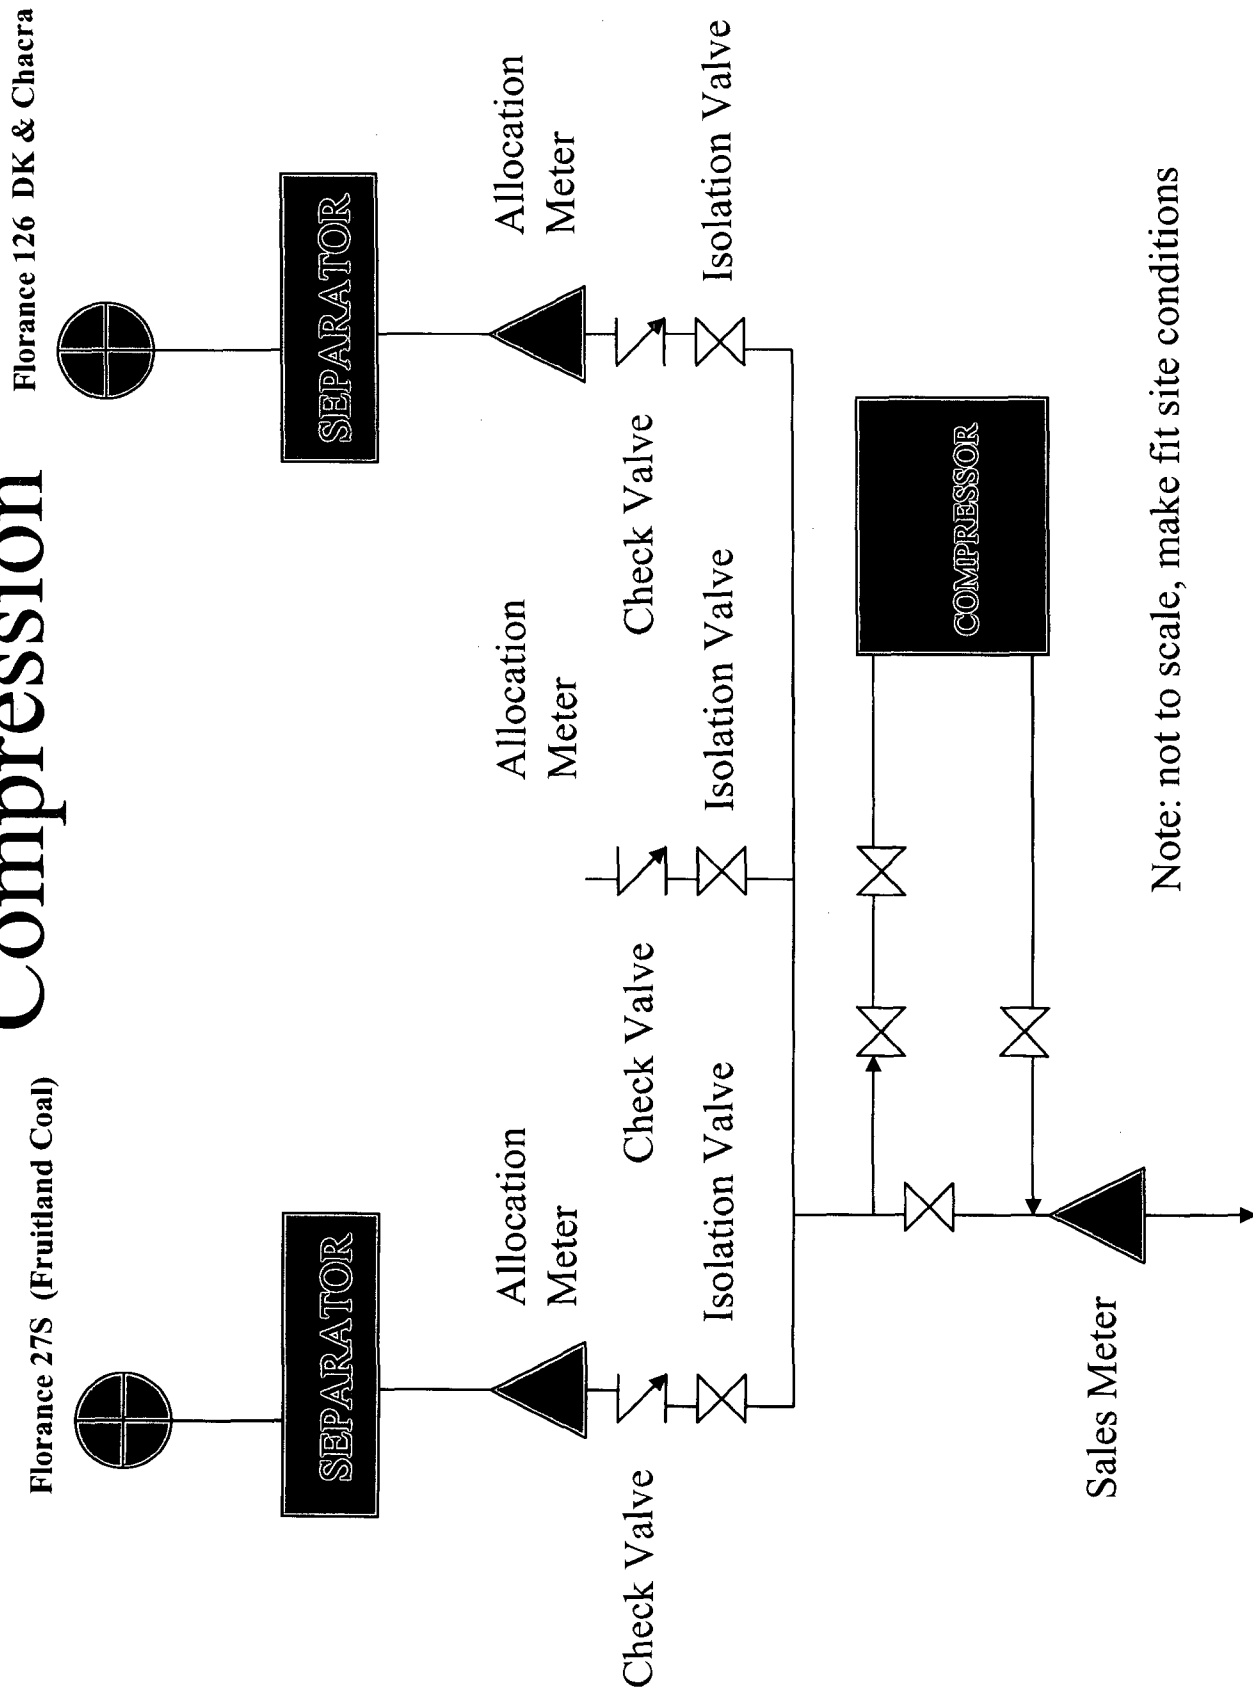 Compression
Florance 27S (Fruitland Coal)
Florance 126 DK & Chacra
SEPARATOR
SEPARATOR
Allocation
Meter
Allocation
Meter
Allocation
Meter
Check Valve
Check Valve
Check Valve
Isolation Valve
Isolation Valve
Isolation Valve
COMPRESSOR
Sales Meter
Note: not to scale, make fit site conditions